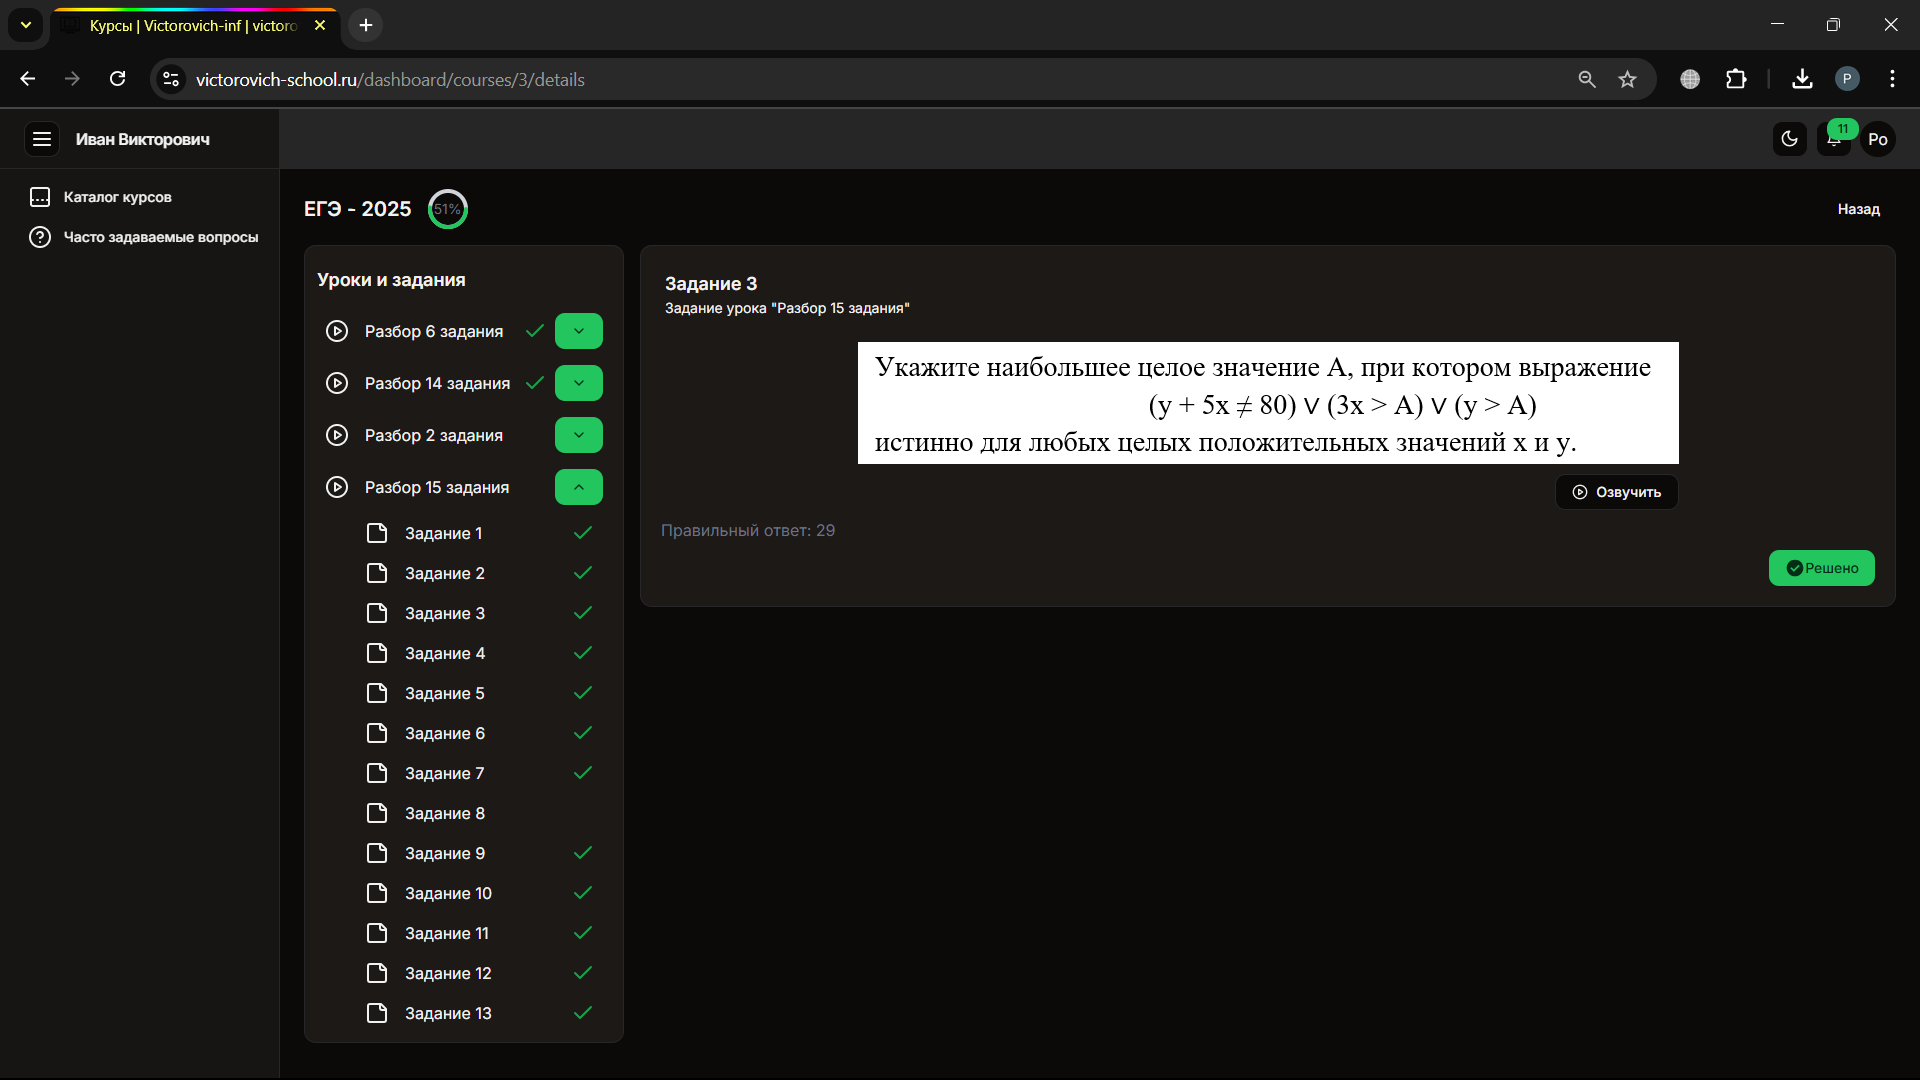 Курсы | Victorovich-inf | victoro
victorovich-school.ru/dashboard/courses/3/details
P
Иван Викторович
11
Po
Каталог курсов
Часто задаваемые вопросы
ЕГЭ - 2025
51%
Назад
Уроки и задания
Разбор 6 задания
Разбор 14 задания
Разбор 2 задания
Разбор 15 задания
Задание 1
Задание 2
Задание 3
Задание 4
Задание 5
Задание 6
Задание 7
Задание 8
Задание 9
Задание 10
Задание 11
Задание 12
Задание 13
Задание 3
Задание урока "Разбор 15 задания"
Укажите наибольшее целое значение А, при котором выражение
(y + 5x ≠ 80) ∨ (3x > A) ∨ (y > A)
истинно для любых целых положительных значений x и y.
Озвучить
Правильный ответ: 29
Решено